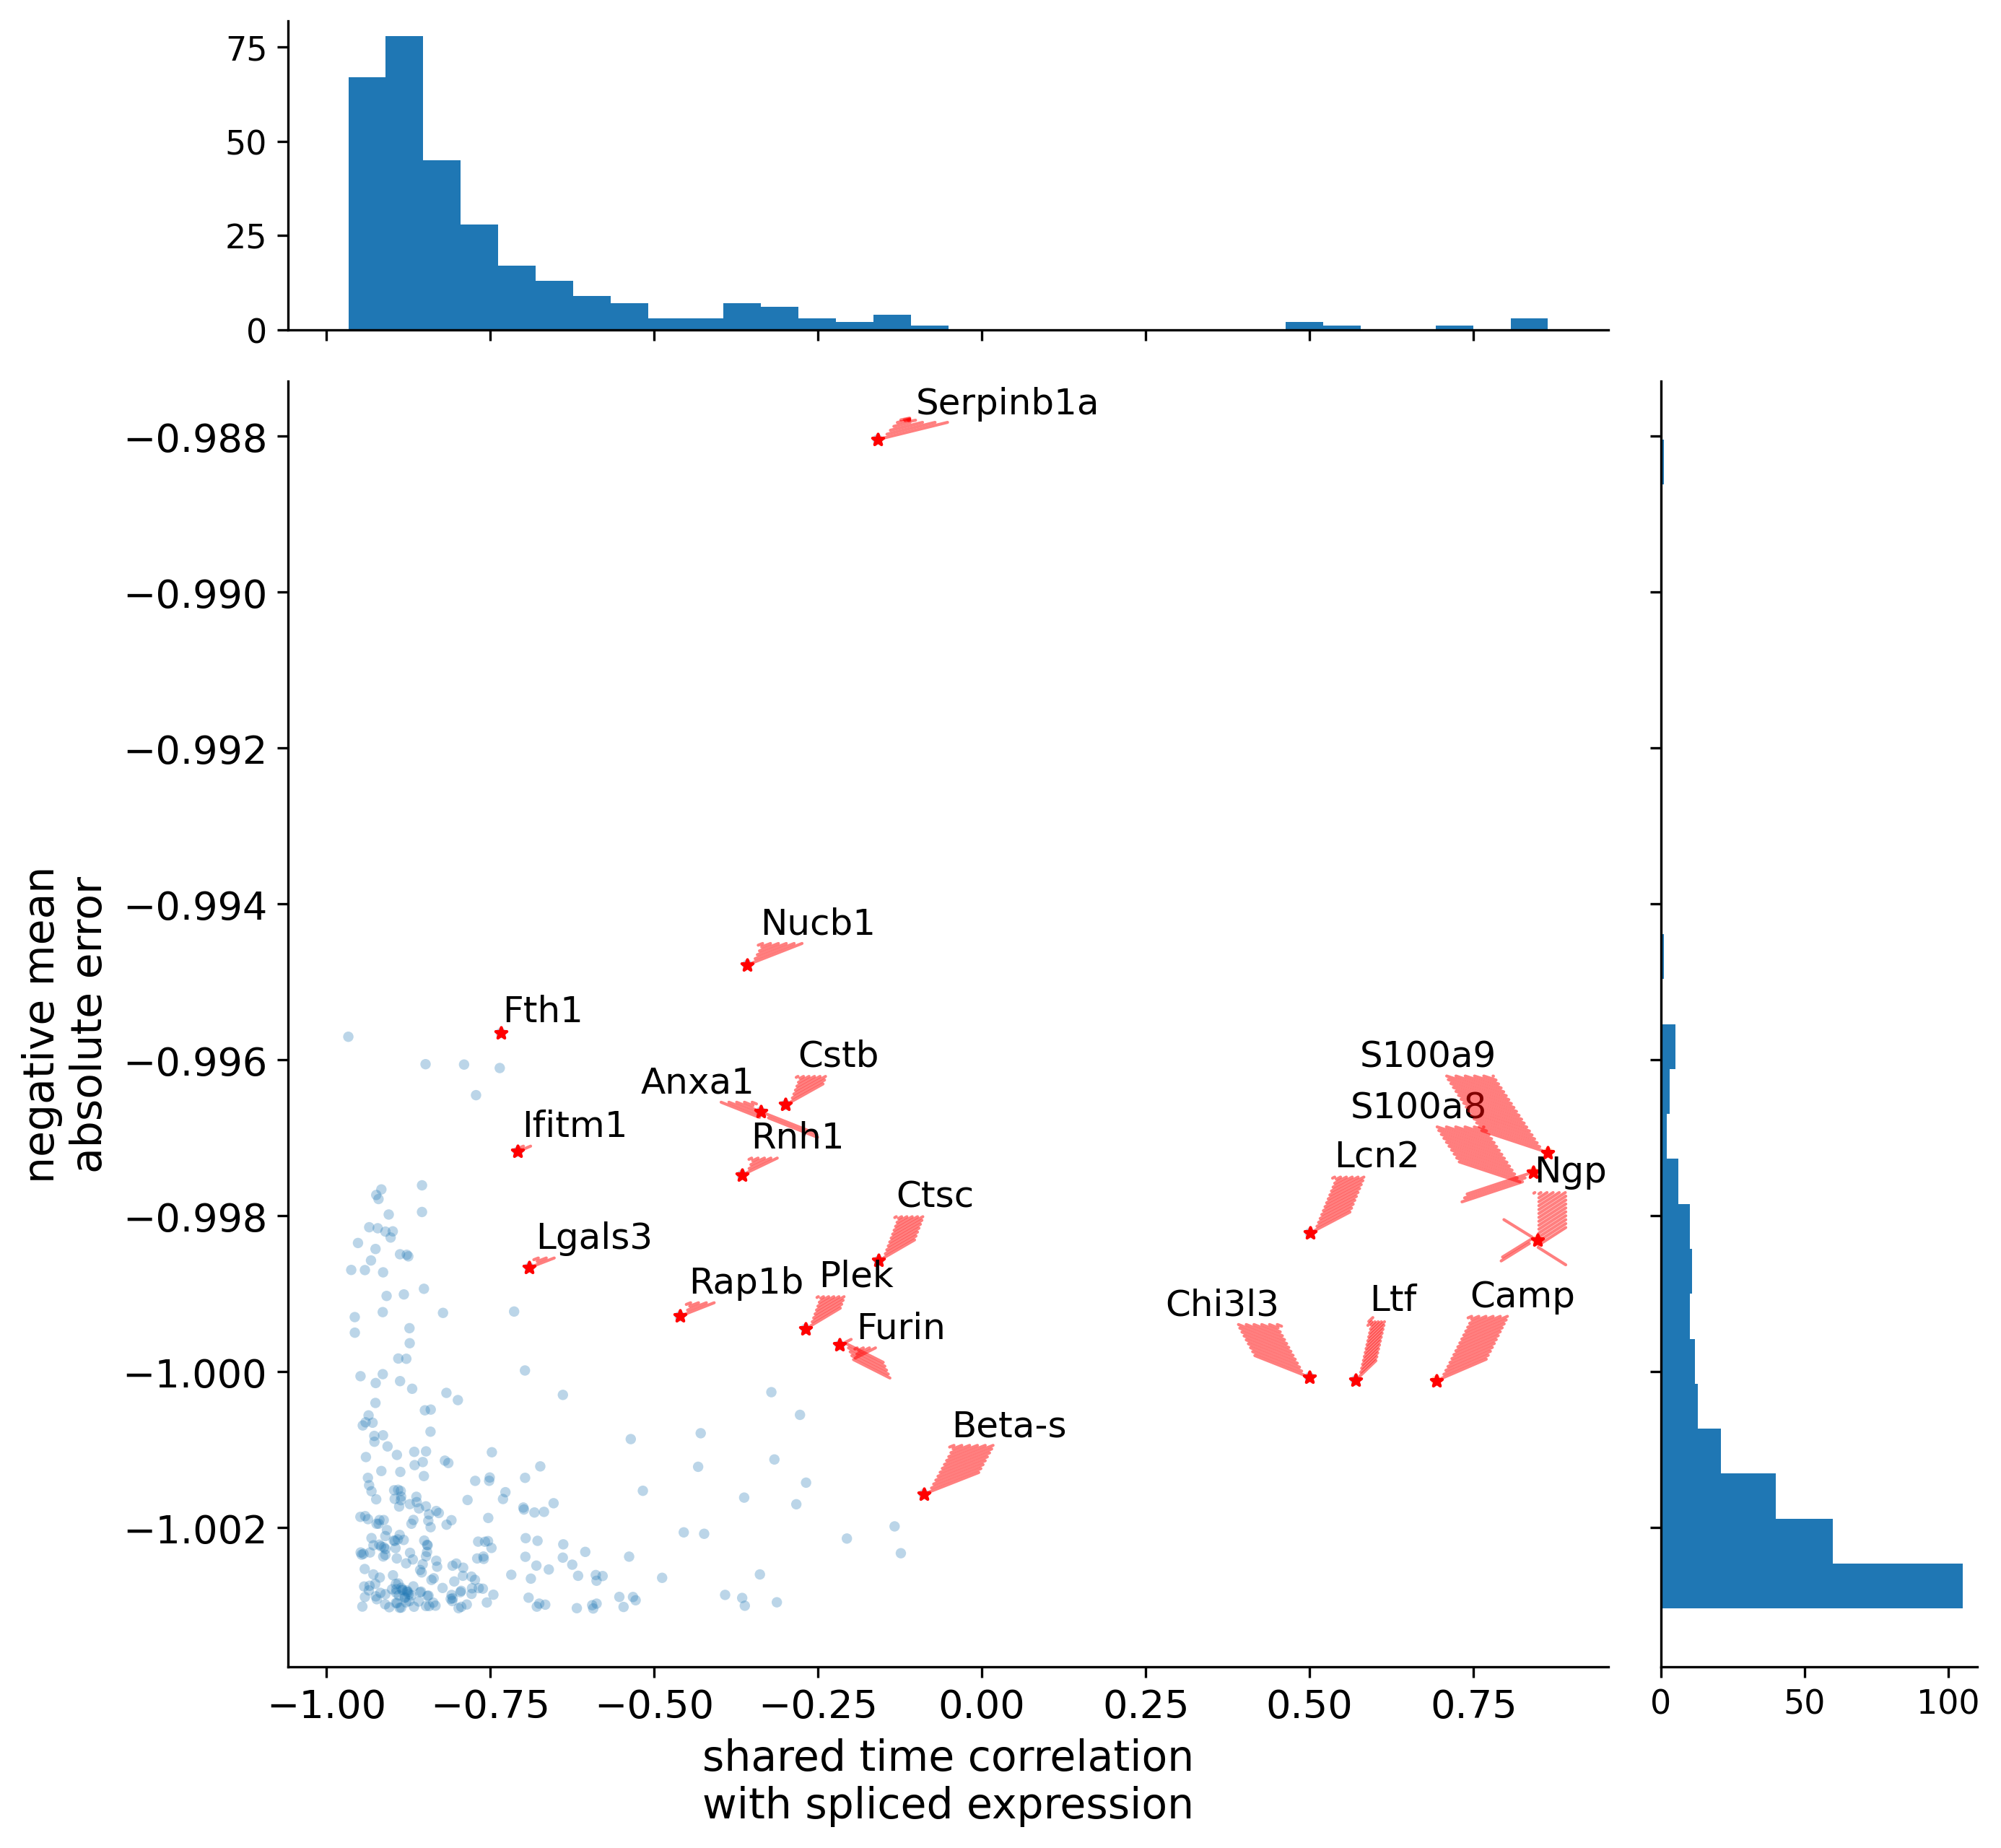 75
50
25
0
−0.988
−0.990
−0.992
−0.994
−0.996
−0.998
−1.000
−1.002
negative mean
absolute error
Serpinb1a
Nucb1
Fth1
Cstb
S100a9
Anxa1
S100a8
Ifitm1
Rnh1
Lcn2
Ngp
Ctsc
Lgals3
Rap1b
Plek
Chi3l3
Ltf
Camp
Furin
Beta-s
−1.00
−0.75
−0.50
−0.25
0.00
0.25
0.50
0.75
0
50
100
shared time correlation
with spliced expression